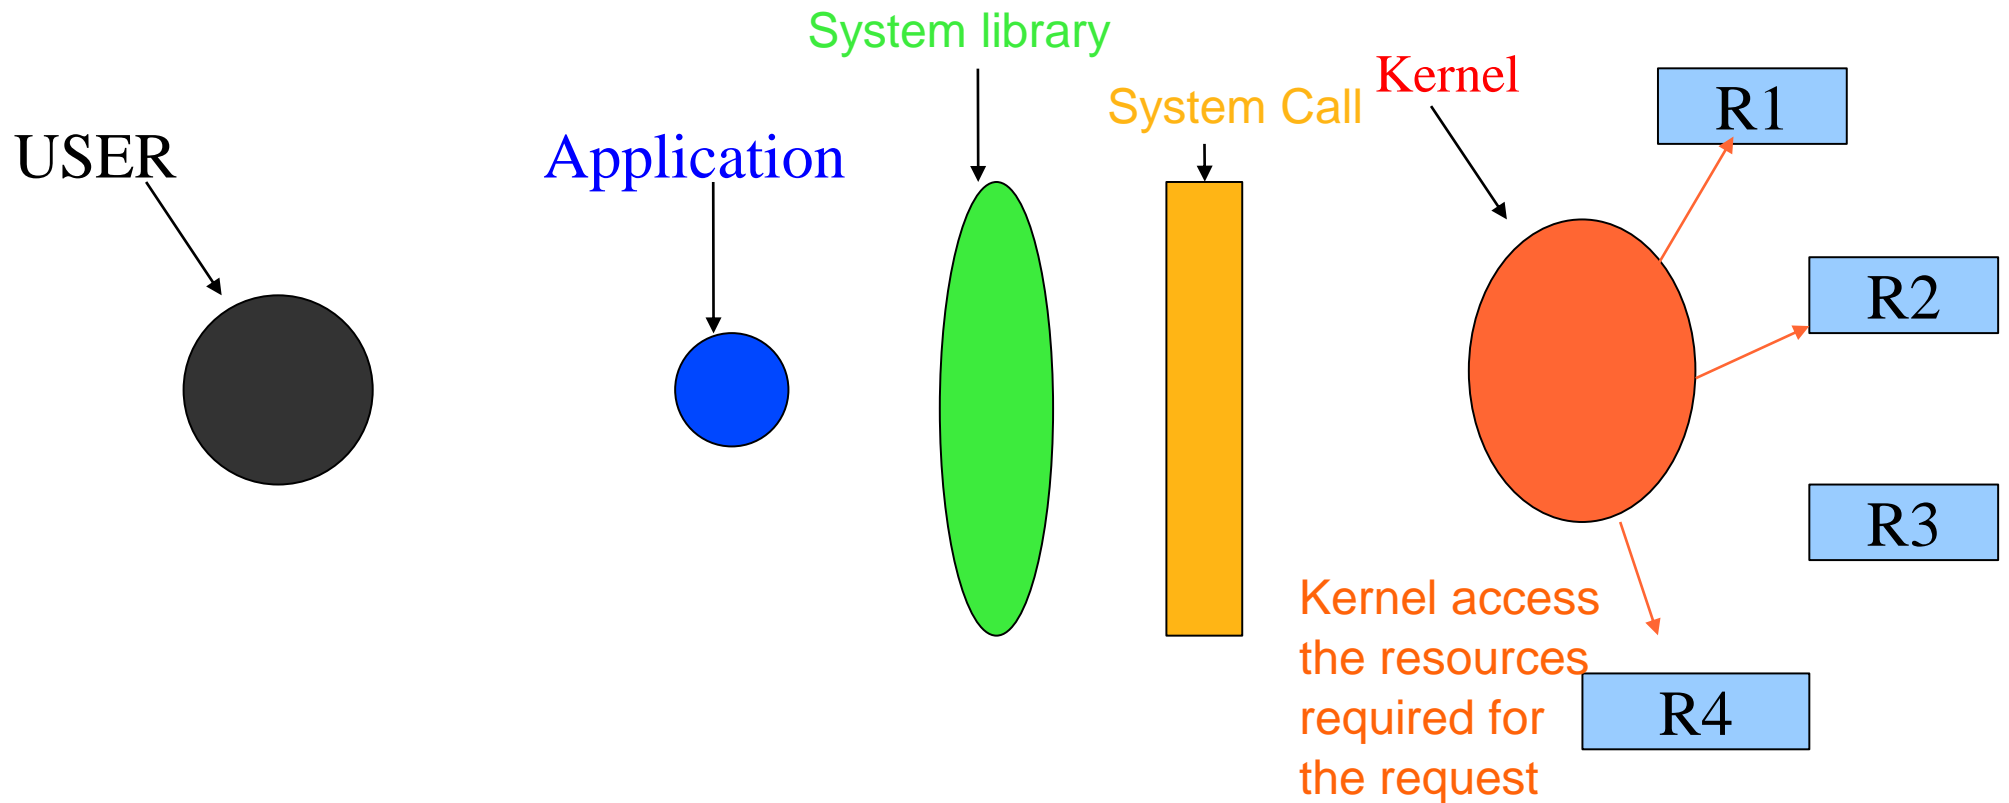 System library
Kernel
System Call
R1
USER
Application
R2
R3
Kernel access
the resources
required for
the request
R4